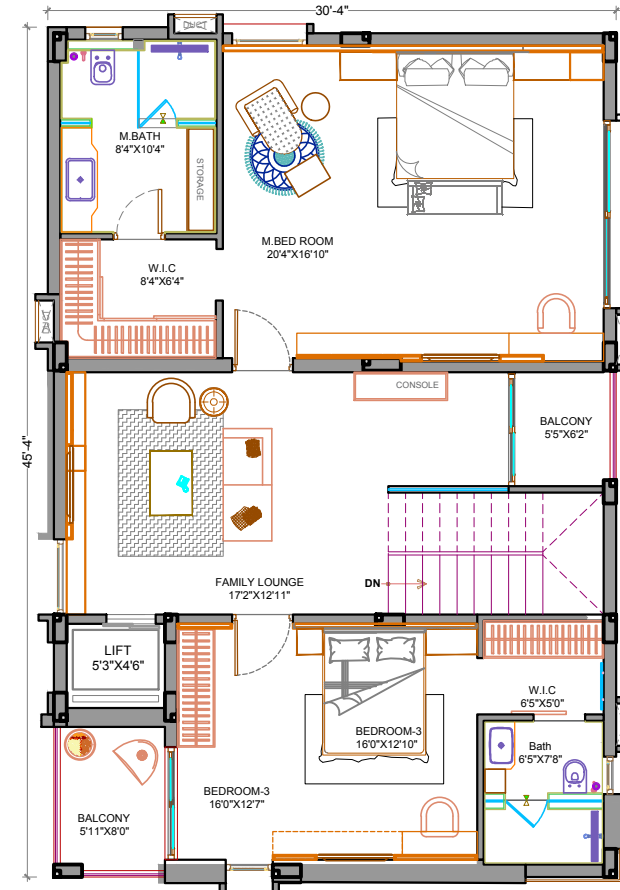 30'-4"
M.BATH
8'4"X10'4"
STORAGE
M.BED ROOM
20'4"X16'10"
W.I.C
8'4"X6'4"
CONSOLE
BALCONY
5'5"X6'2"
45'-4"
FAMILY LOUNGE
17'2"X12'11"
DN
LIFT
5'3"X4'6"
W.I.C
6'5"X5'0"
BEDROOM-3
16'0"X12'10"
Bath
6'5"X7'8"
BEDROOM-3
16'0"X12'7"
BALCONY
5'11"X8'0"